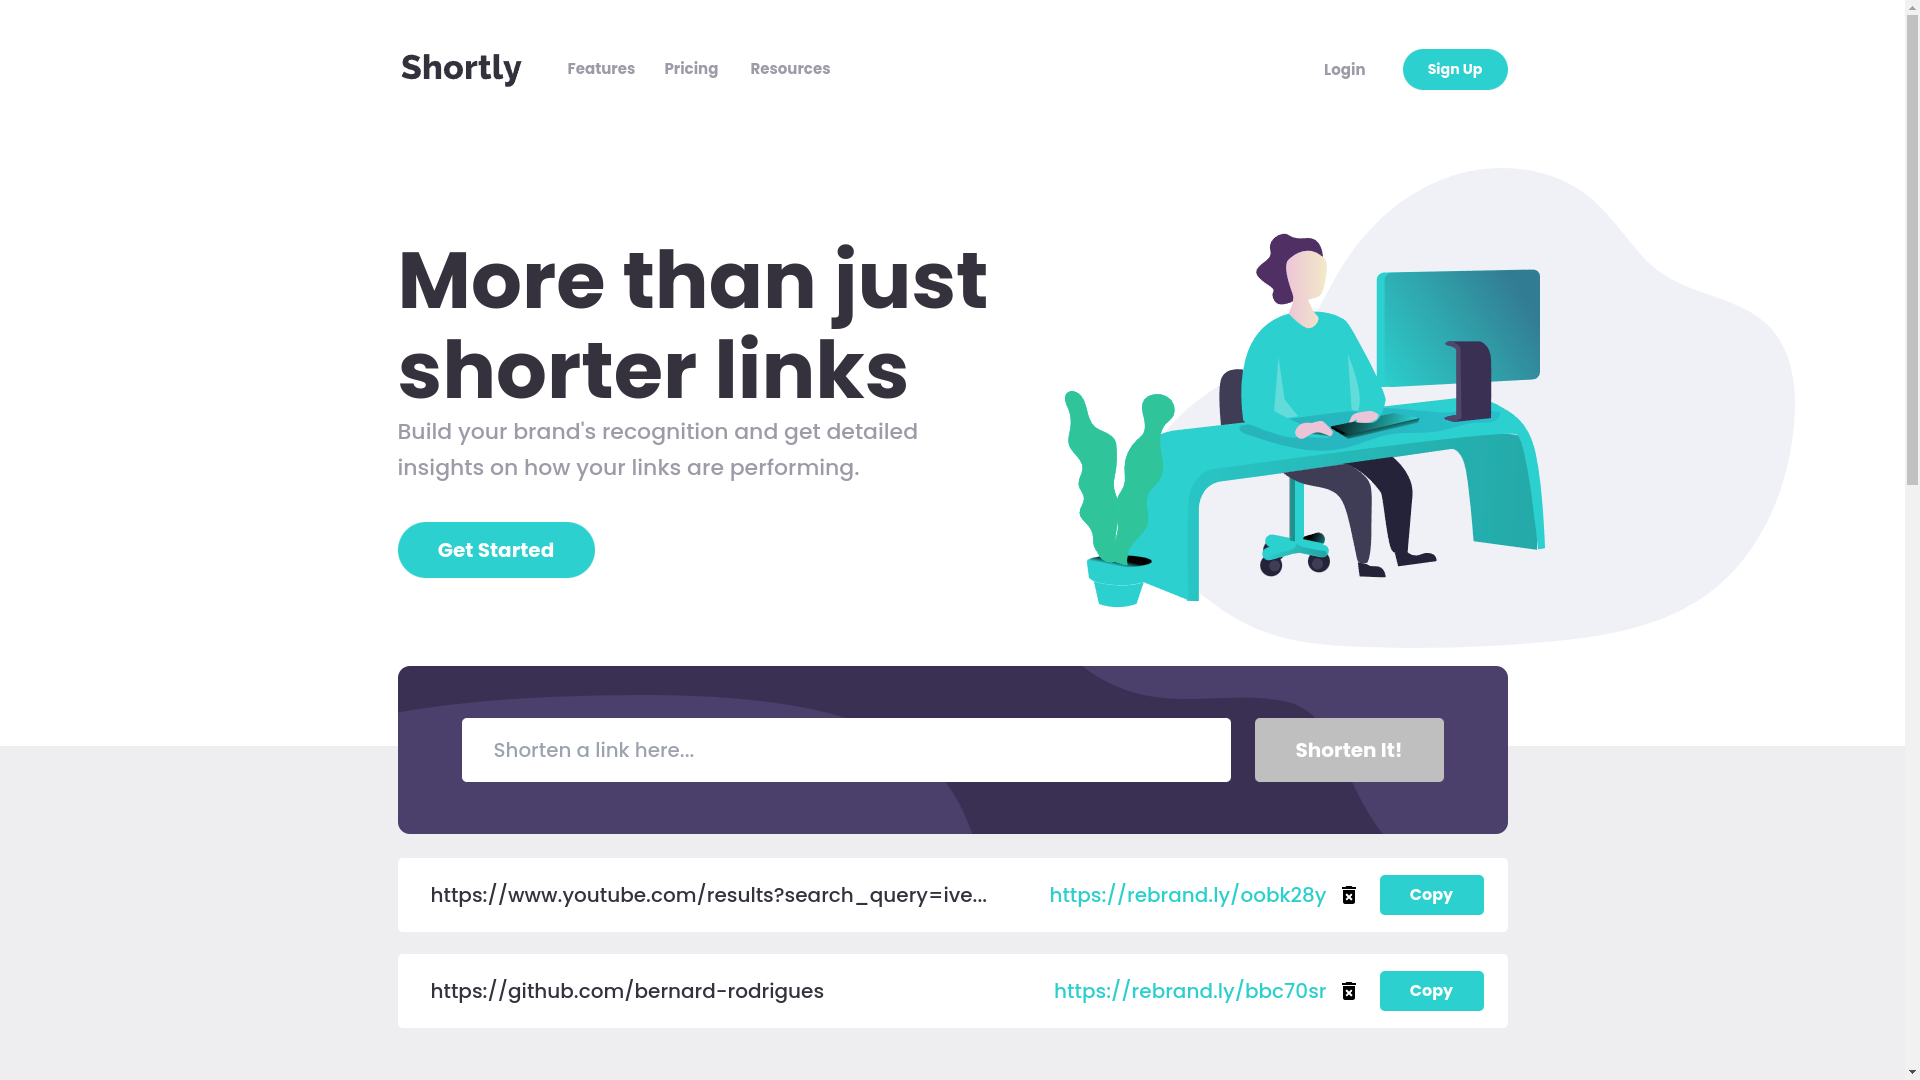 Shortly
Features Pricing Resources
Login Sign Up
More than just
shorter links
Build your brand's recognition and get detailed
insights on how your links are performing.
Get Started
Shorten a link here...
Shorten It!
https://www.youtube.com/results?search_query=ive...
https://rebrand.ly/oobk28y
Copy
https://github.com/bernard-rodrigues
https://rebrand.ly/bbc70sr
Copy